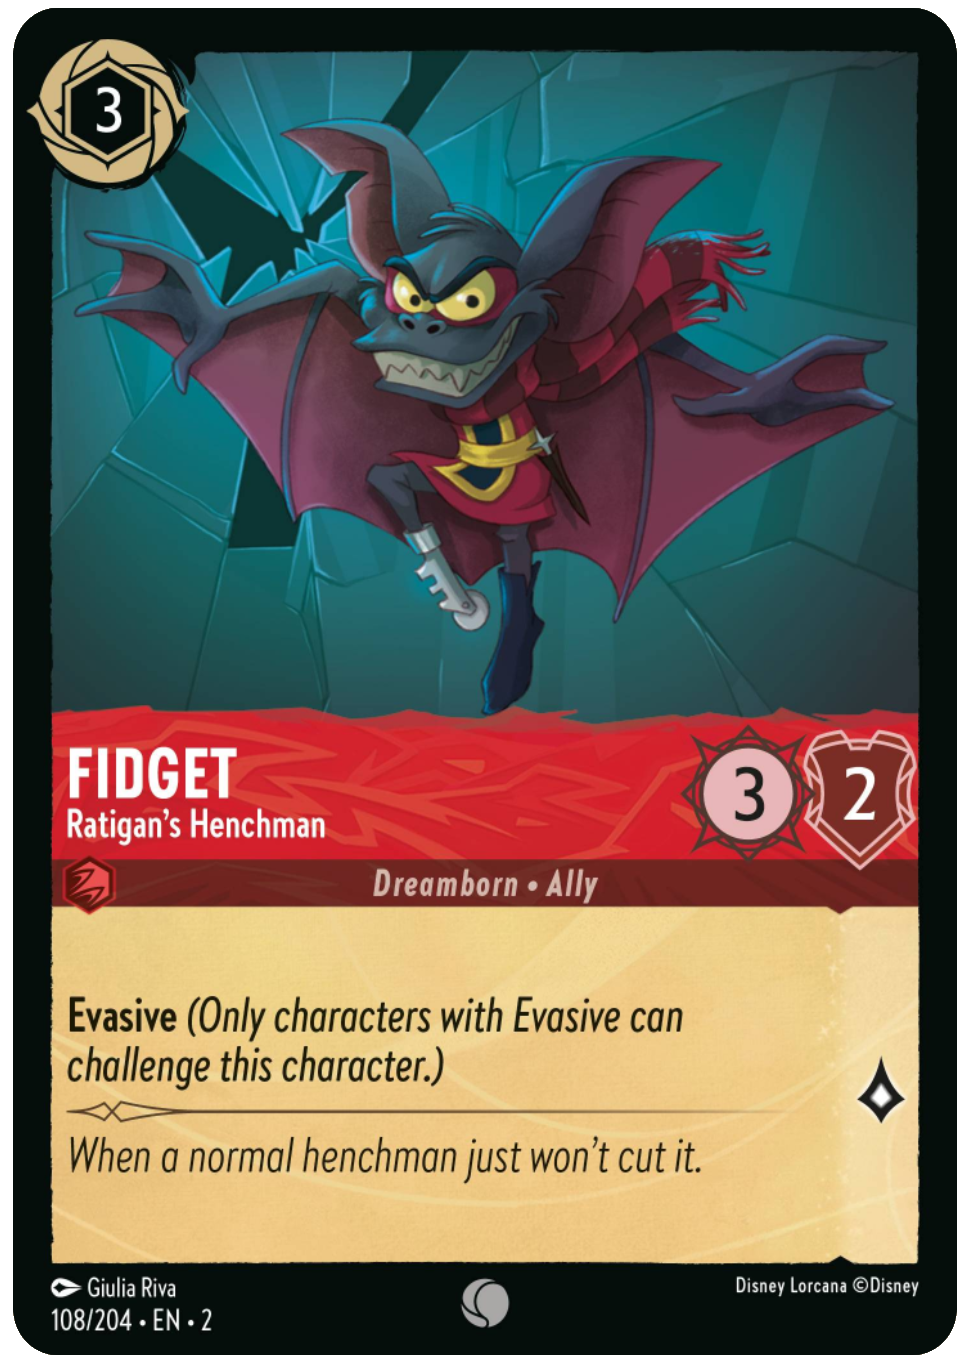 3
FIDGET
Ratigan's Henchman
3
2
Dreamborn • Ally
Evasive (Only characters with Evasive can
challenge this character.)
When a normal henchman just won't cut it.
Giulia Riva
108/204 • EN • 2
Disney Lorcana ©Disney